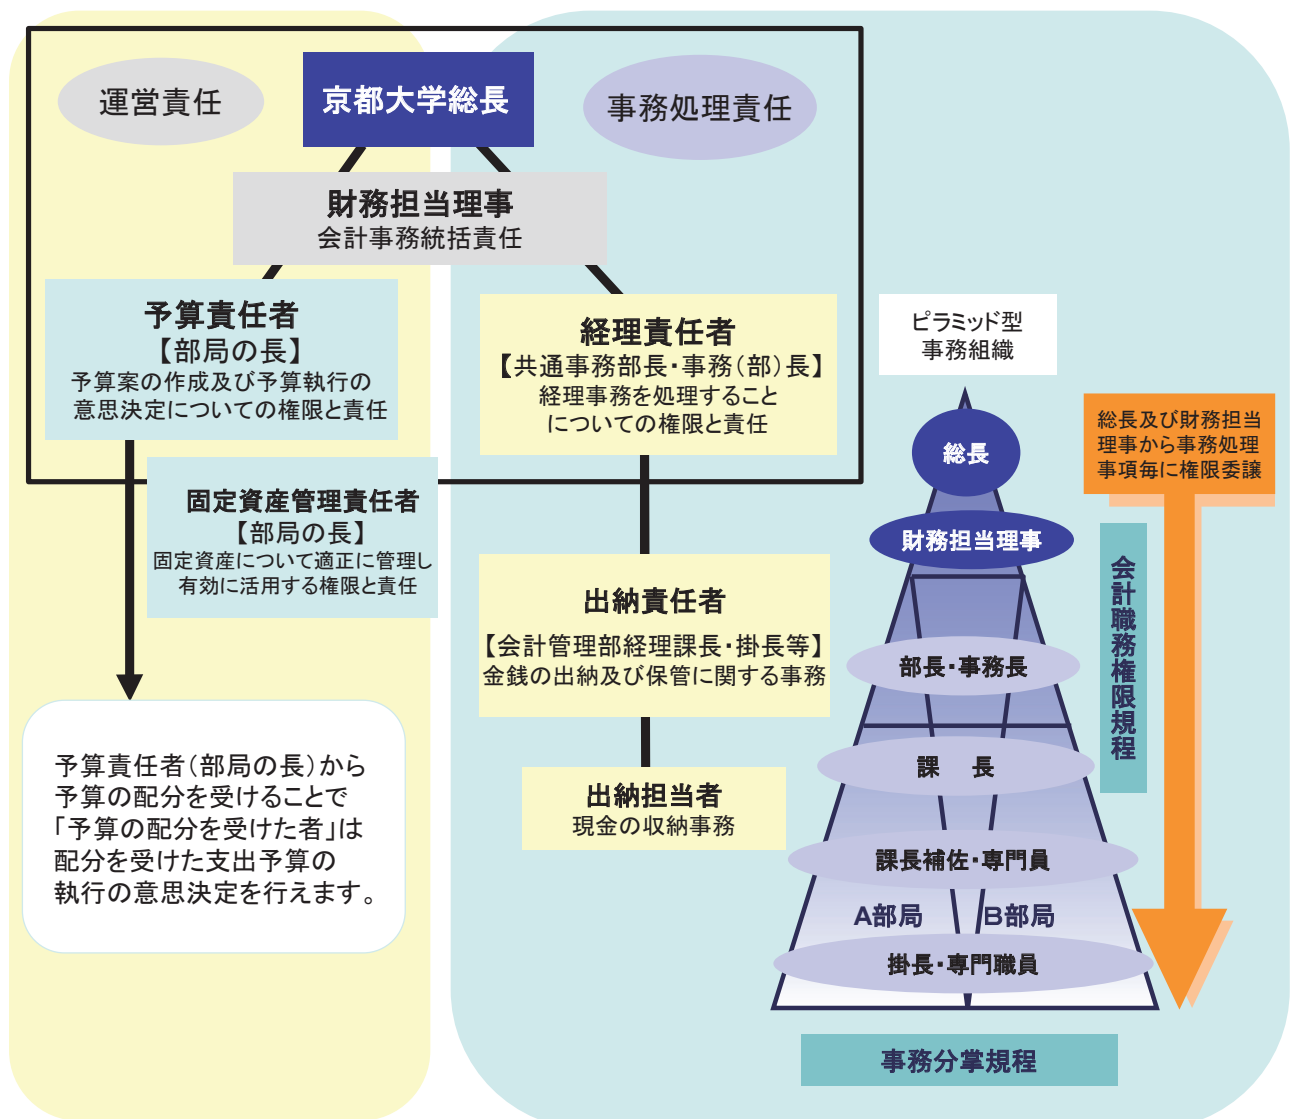 運営責任
京都大学総長
事務処理責任
財務担当理事
会計事務統括責任
予算責任者
【部局の長】
予算案の作成及び予算執行の
意思決定についての権限と責任
経理責任者
【共通事務部長・事務(部)長】
経理事務を処理すること
についての権限と責任
固定資産管理責任者
【部局の長】
固定資産について適正に管理し
有効に活用する権限と責任
出納責任者
【会計管理部経理課長・掛長等】
金銭の出納及び保管に関する事務
出納担当者
現金の収納事務
予算責任者(部局の長)から
予算の配分を受けることで
「予算の配分を受けた者」は
配分を受けた支出予算の
執行の意思決定を行えます。
ピラミッド型
事務組織
総長
財務担当理事
部長・事務長
課 長
課長補佐・専門員
A部局 B部局
掛長・専門職員
総長及び財務担当
理事から事務処理
事項毎に権限委譲
会計職務権限規程
事務分掌規程